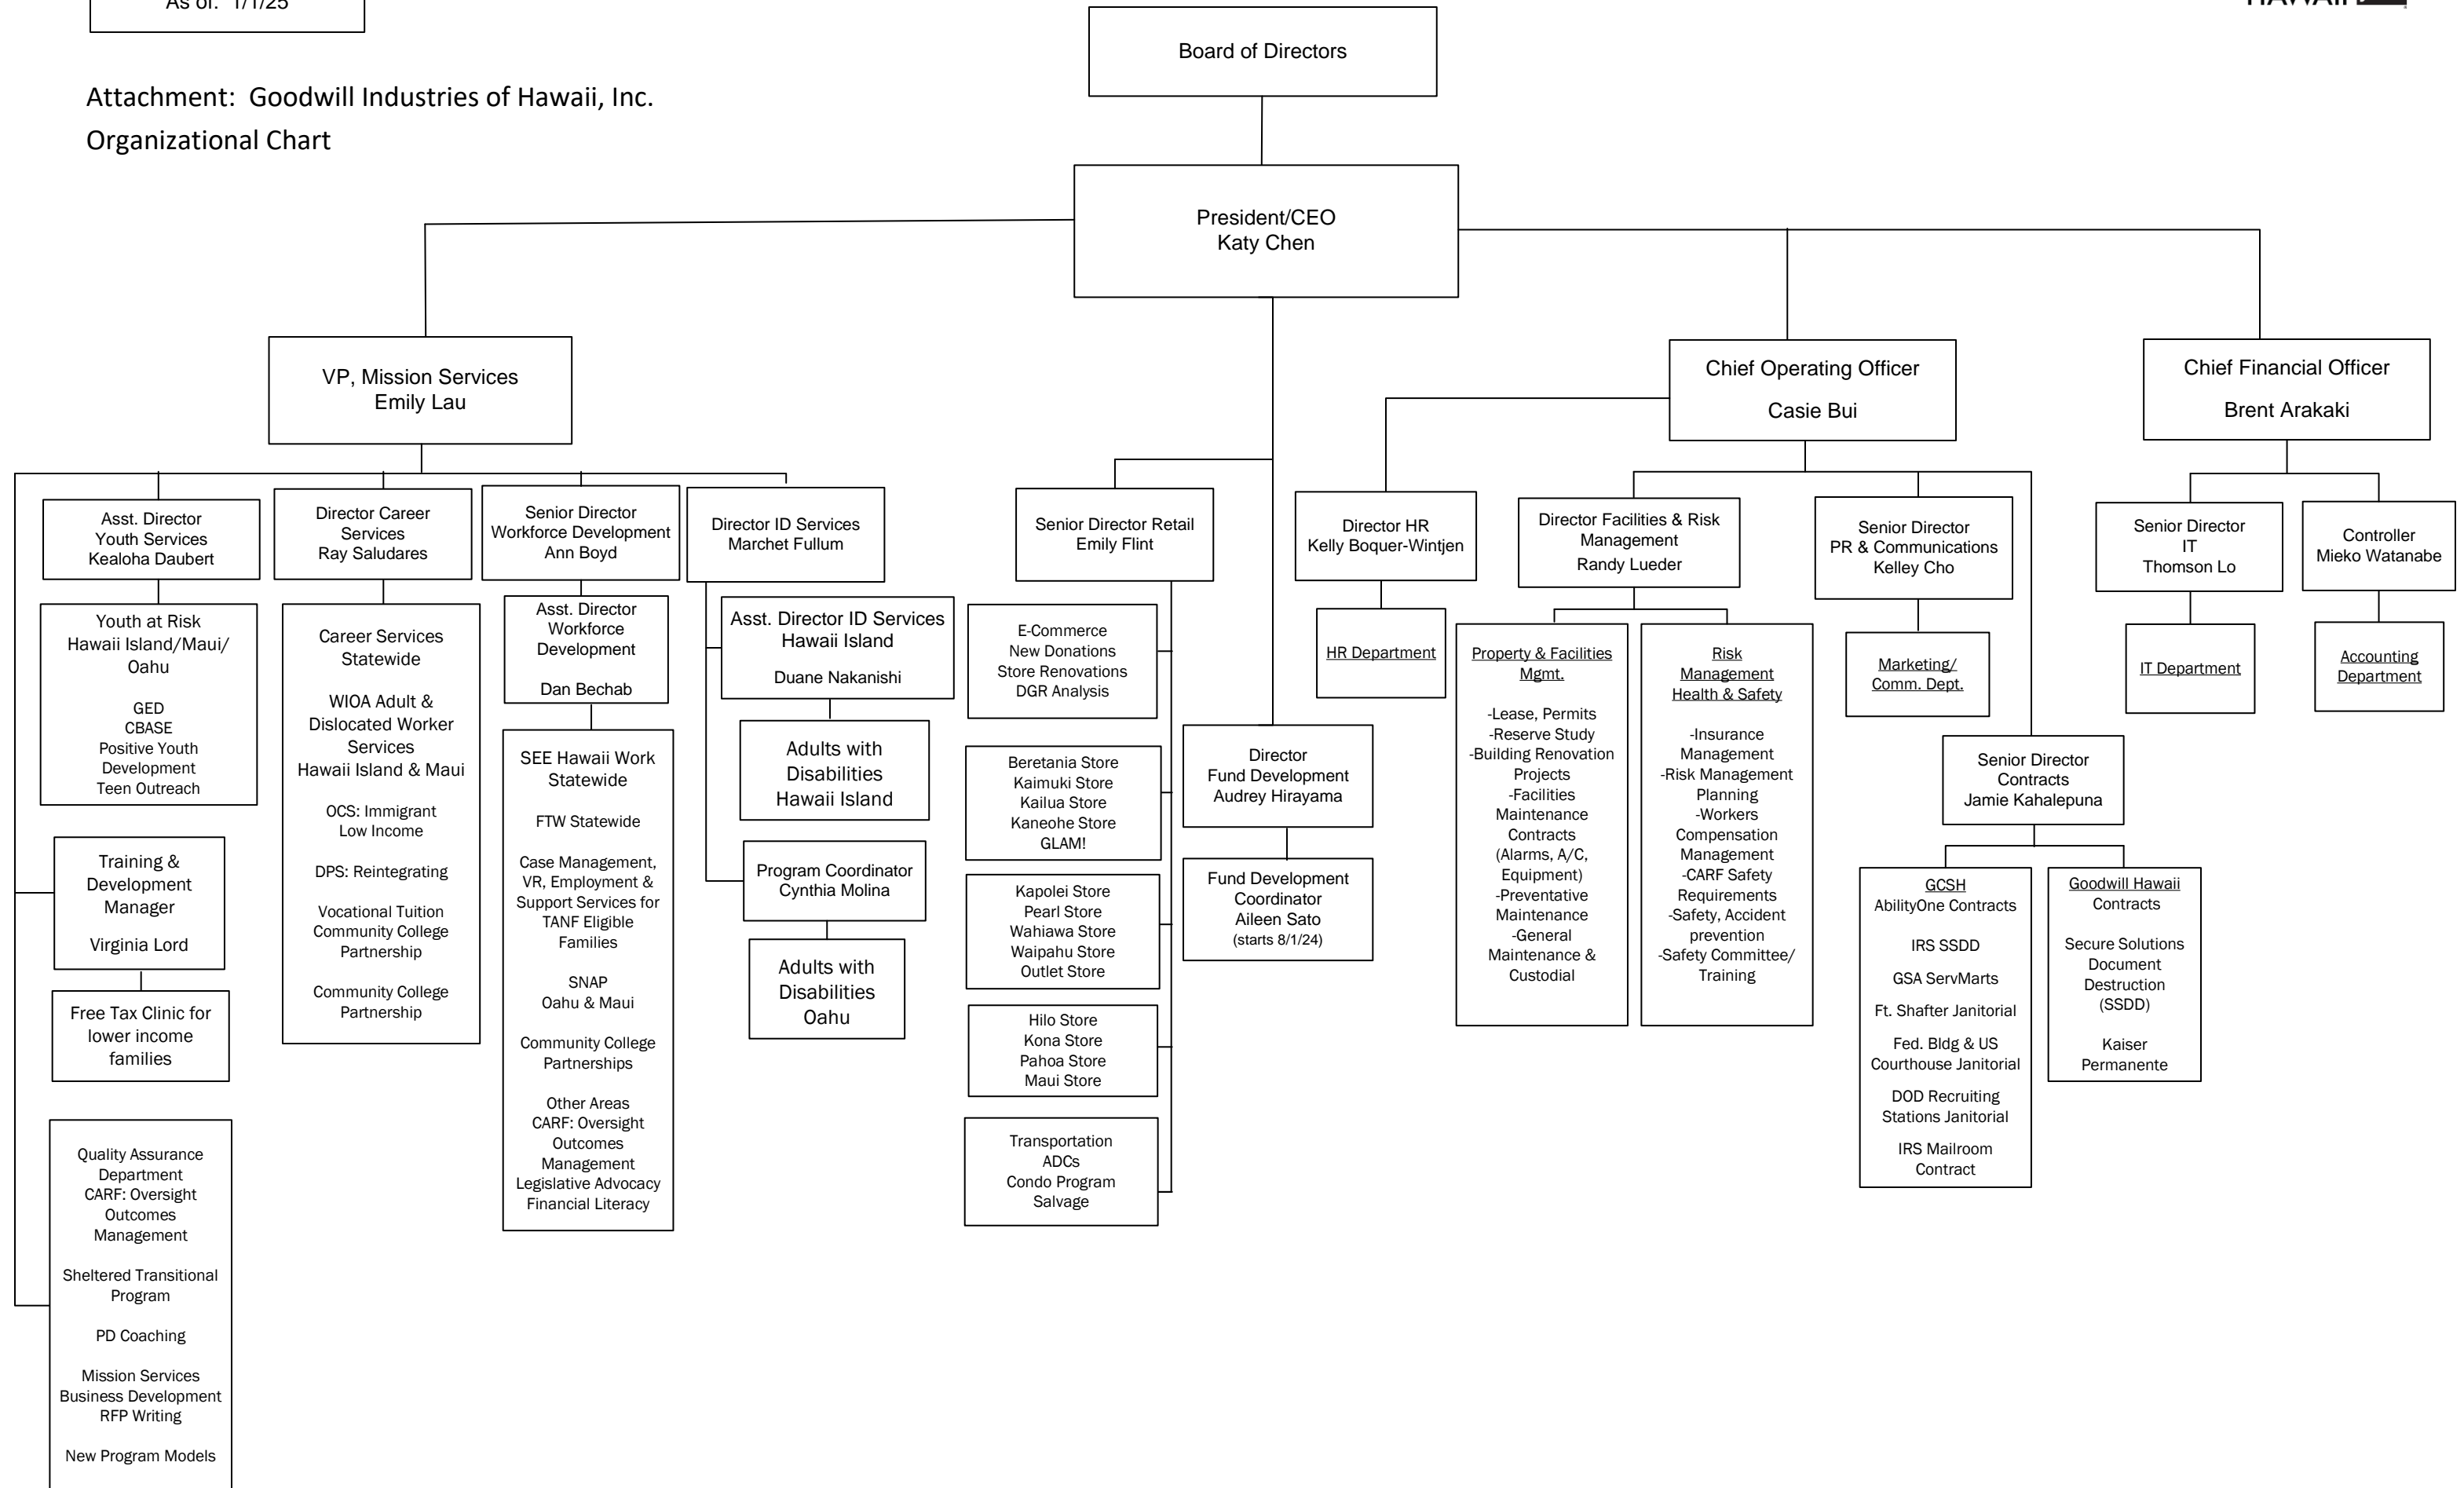 As of: 1/1/25
HAWAII
Attachment: Goodwill Industries of Hawaii, Inc.
Organizational Chart
Board of Directors
President/CEO
Katy Chen
VP, Mission Services
Emily Lau
Chief Operating Officer
Casie Bui
Chief Financial Officer
Brent Arakaki
Asst. Director
Youth Services
Kealoha Daubert
Director Career
Services
Ray Saludares
Senior Director
Workforce Development
Ann Boyd
Director ID Services
Marchet Fullum
Senior Director Retail
Emily Flint
Director HR
Kelly Boquer-Wintjen
Director Facilities & Risk
Management
Randy Lueder
Senior Director
PR & Communications
Kelley Cho
Senior Director
IT
Thomson Lo
Controller
Mieko Watanabe
Youth at Risk
Hawaii Island/Maui/
Oahu
GED
CBASE
Positive Youth
Development
Teen Outreach
Career Services
Statewide
WIOA Adult &
Dislocated Worker
Services
Hawaii Island & Maui
OCS: Immigrant
Low Income
DPS: Reintegrating
Vocational Tuition
Community College
Partnership
Community College
Partnership
Asst. Director
Workforce
Development
Dan Bechab
SEE Hawaii Work
Statewide
FTW Statewide
Case Management,
VR, Employment &
Support Services for
TANF Eligible
Families
SNAP
Oahu & Maui
Community College
Partnerships
Other Areas
CARF: Oversight
Outcomes
Management
Legislative Advocacy
Financial Literacy
Asst. Director ID Services
Hawaii Island
Duane Nakanishi
Adults with
Disabilities
Hawaii Island
Program Coordinator
Cynthia Molina
Adults with
Disabilities
Oahu
E-Commerce
New Donations
Store Renovations
DGR Analysis
Beretania Store
Kaimuki Store
Kailua Store
Kaneohe Store
GLAM!
Kapolei Store
Pearl Store
Wahiawa Store
Waipahu Store
Outlet Store
Hilo Store
Kona Store
Pahoa Store
Maui Store
Transportation
ADCs
Condo Program
Salvage
Director
Fund Development
Audrey Hirayama
Fund Development
Coordinator
Aileen Sato
(starts 8/1/24)
HR Department
Property & Facilities
Mgmt.
-Lease, Permits
-Reserve Study
-Building Renovation
Projects
-Facilities
Maintenance
Contracts
(Alarms, A/C,
Equipment)
-Preventative
Maintenance
-General
Maintenance &
Custodial
Risk
Management
Health & Safety
-Insurance
Management
-Risk Management
Planning
-Workers
Compensation
Management
-CARF Safety
Requirements
-Safety, Accident
prevention
-Safety Committee/
Training
Marketing/
Comm. Dept.
Senior Director
Contracts
Jamie Kahalepuna
GCSH
AbilityOne Contracts
IRS SSDD
GSA ServMarts
Ft. Shafter Janitorial
Fed. Bldg & US
Courthouse Janitorial
DOD Recruiting
Stations Janitorial
IRS Mailroom
Contract
Goodwill Hawaii
Contracts
Secure Solutions
Document
Destruction
(SSDD)
Kaiser
Permanente
IT Department
Accounting
Department
Training &
Development
Manager
Virginia Lord
Free Tax Clinic for
lower income
families
Quality Assurance
Department
CARF: Oversight
Outcomes
Management
Sheltered Transitional
Program
PD Coaching
Mission Services
Business Development
RFP Writing
New Program Models